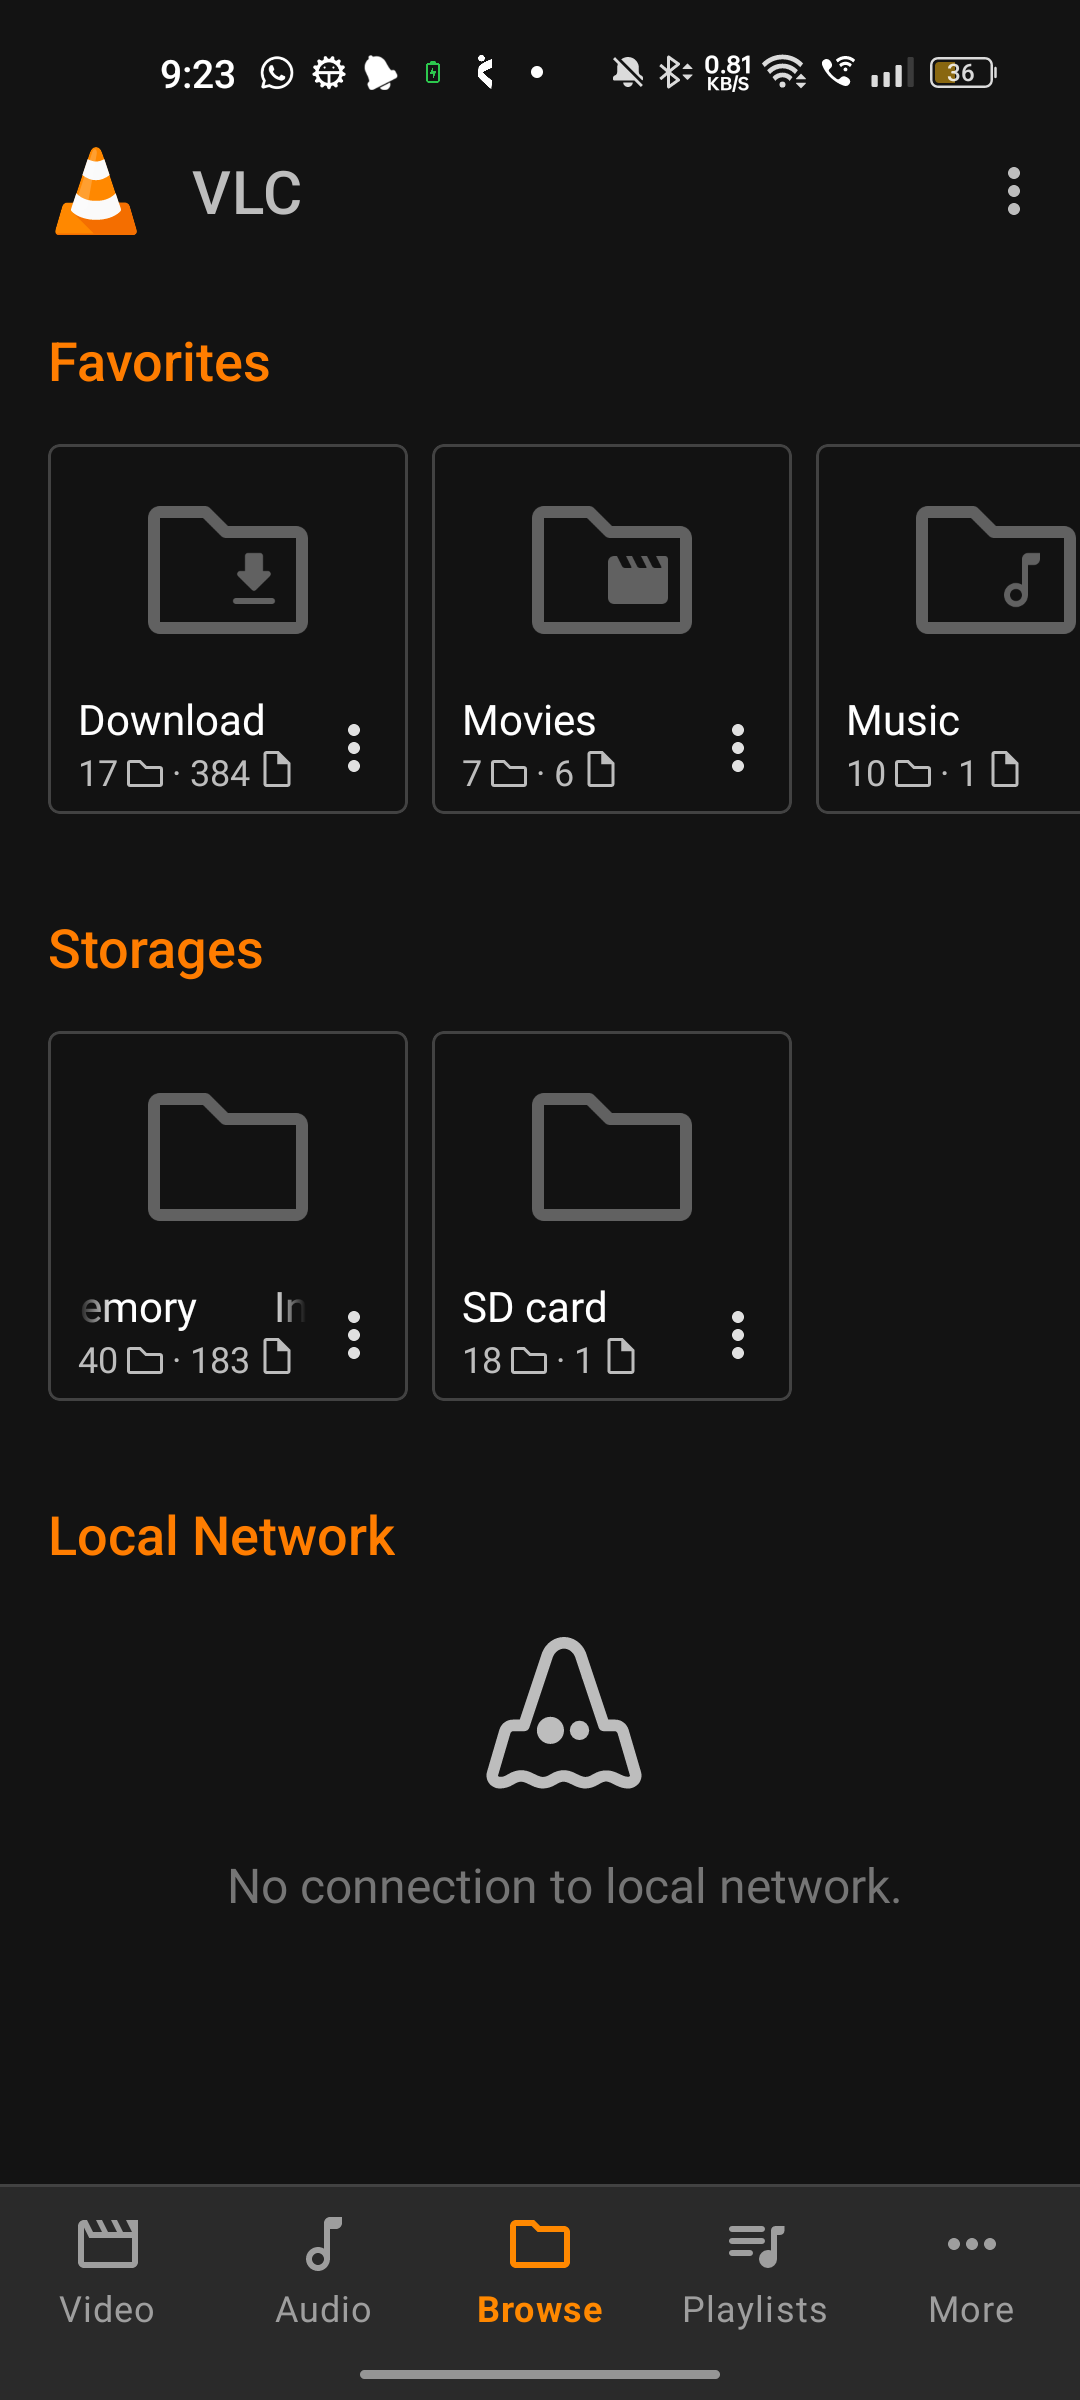 9:23
0.81
KB/S
36
VLC
Favorites
Download
17 · 384
Movies
7 · 6
Music
10 · 1
Storages
emory In
40 · 183
SD card
18 · 1
Local Network
No connection to local network.
Video
Audio
Browse
Playlists
More